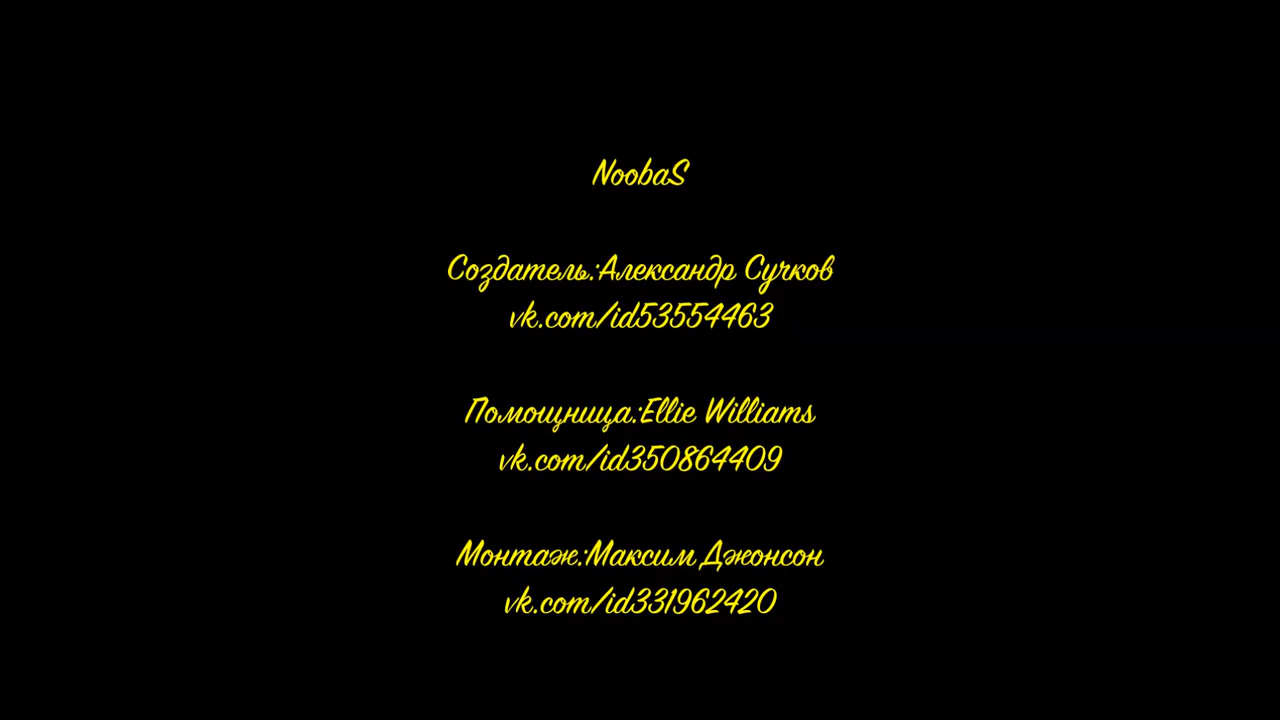 NoobaS
Создатель:Александр Сучков
vk.com/id53554463
Помощница:Ellie Williams
vk.com/id350864409
Монтаж:Максим Джонсон
vk.com/id331962420